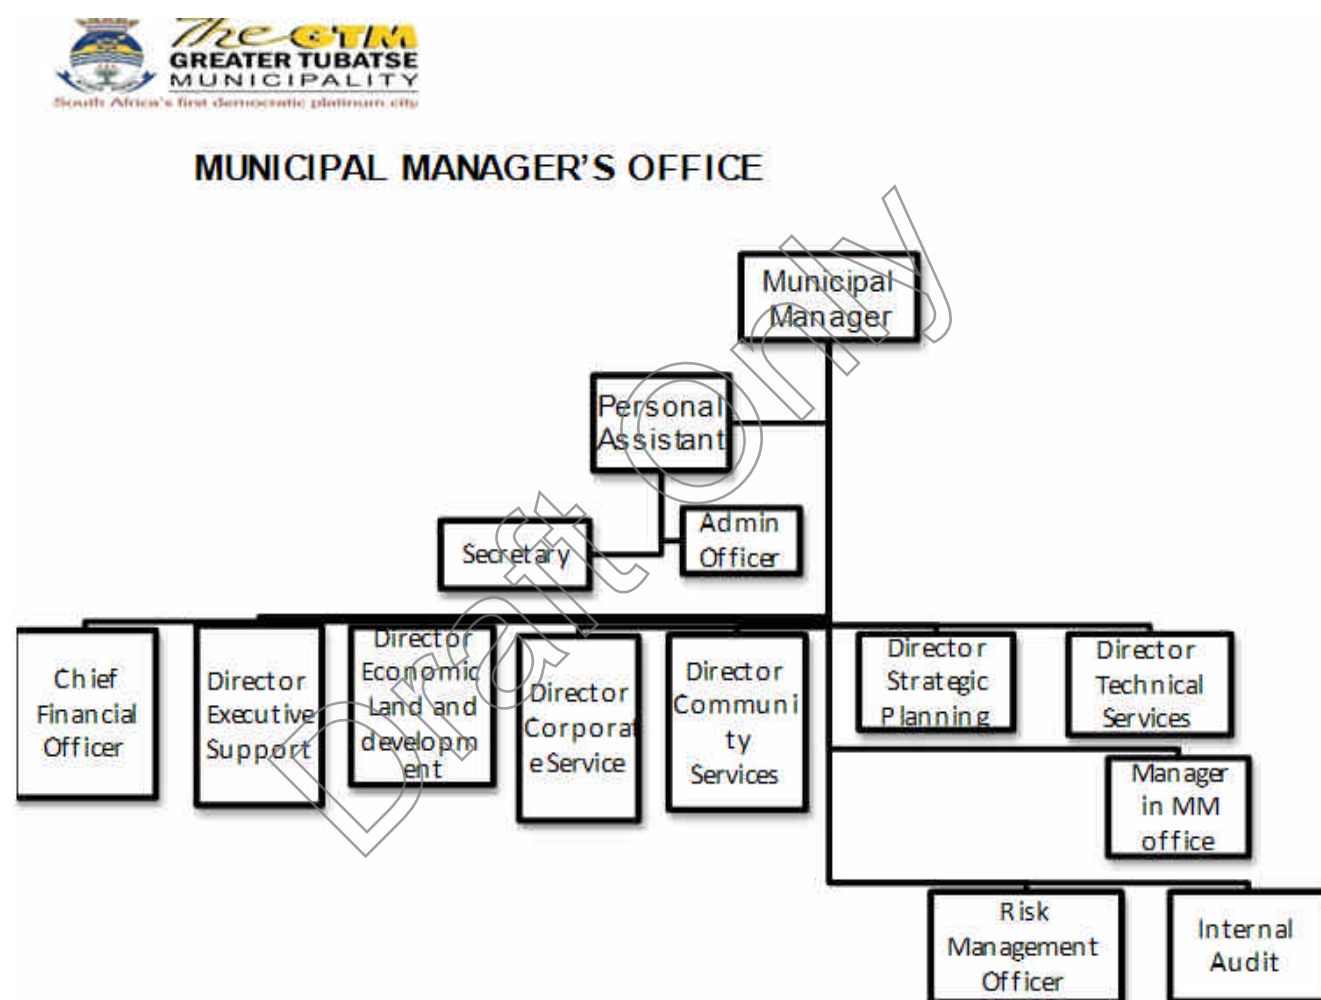 The GTM
GREATER TUBATSE
MUNICIPALITY
South Africa's first democratic platinum city
MUNICIPAL MANAGER'S OFFICE
Municipal
Manager
Personal
Assistant
Secretary
Admin
Officer
Chief
Financial
Officer
Director
Executive
Support
Director
Economic
Land and
developm
ent
Director
Corporat
e Service
Director
Communi
ty
Services
Director
Strategic
Planning
Director
Technical
Services
Manager
in MM
office
Risk
Management
Officer
Internal
Audit
Draft Only